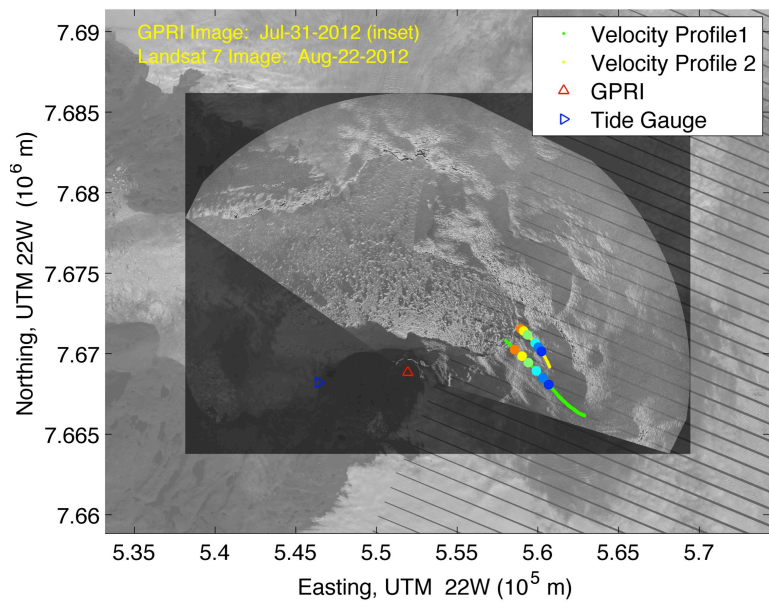 GPRI Image: Jul-31-2012 (inset)
Landsat 7 Image: Aug-22-2012
Velocity Profile1
Velocity Profile 2
GPRI
Tide Gauge
Northing, UTM 22W (10^6 m)
7.69
7.685
7.68
7.675
7.67
7.665
7.66
5.35 5.4 5.45 5.5 5.55 5.6 5.65 5.7
Easting, UTM 22W (10^5 m)